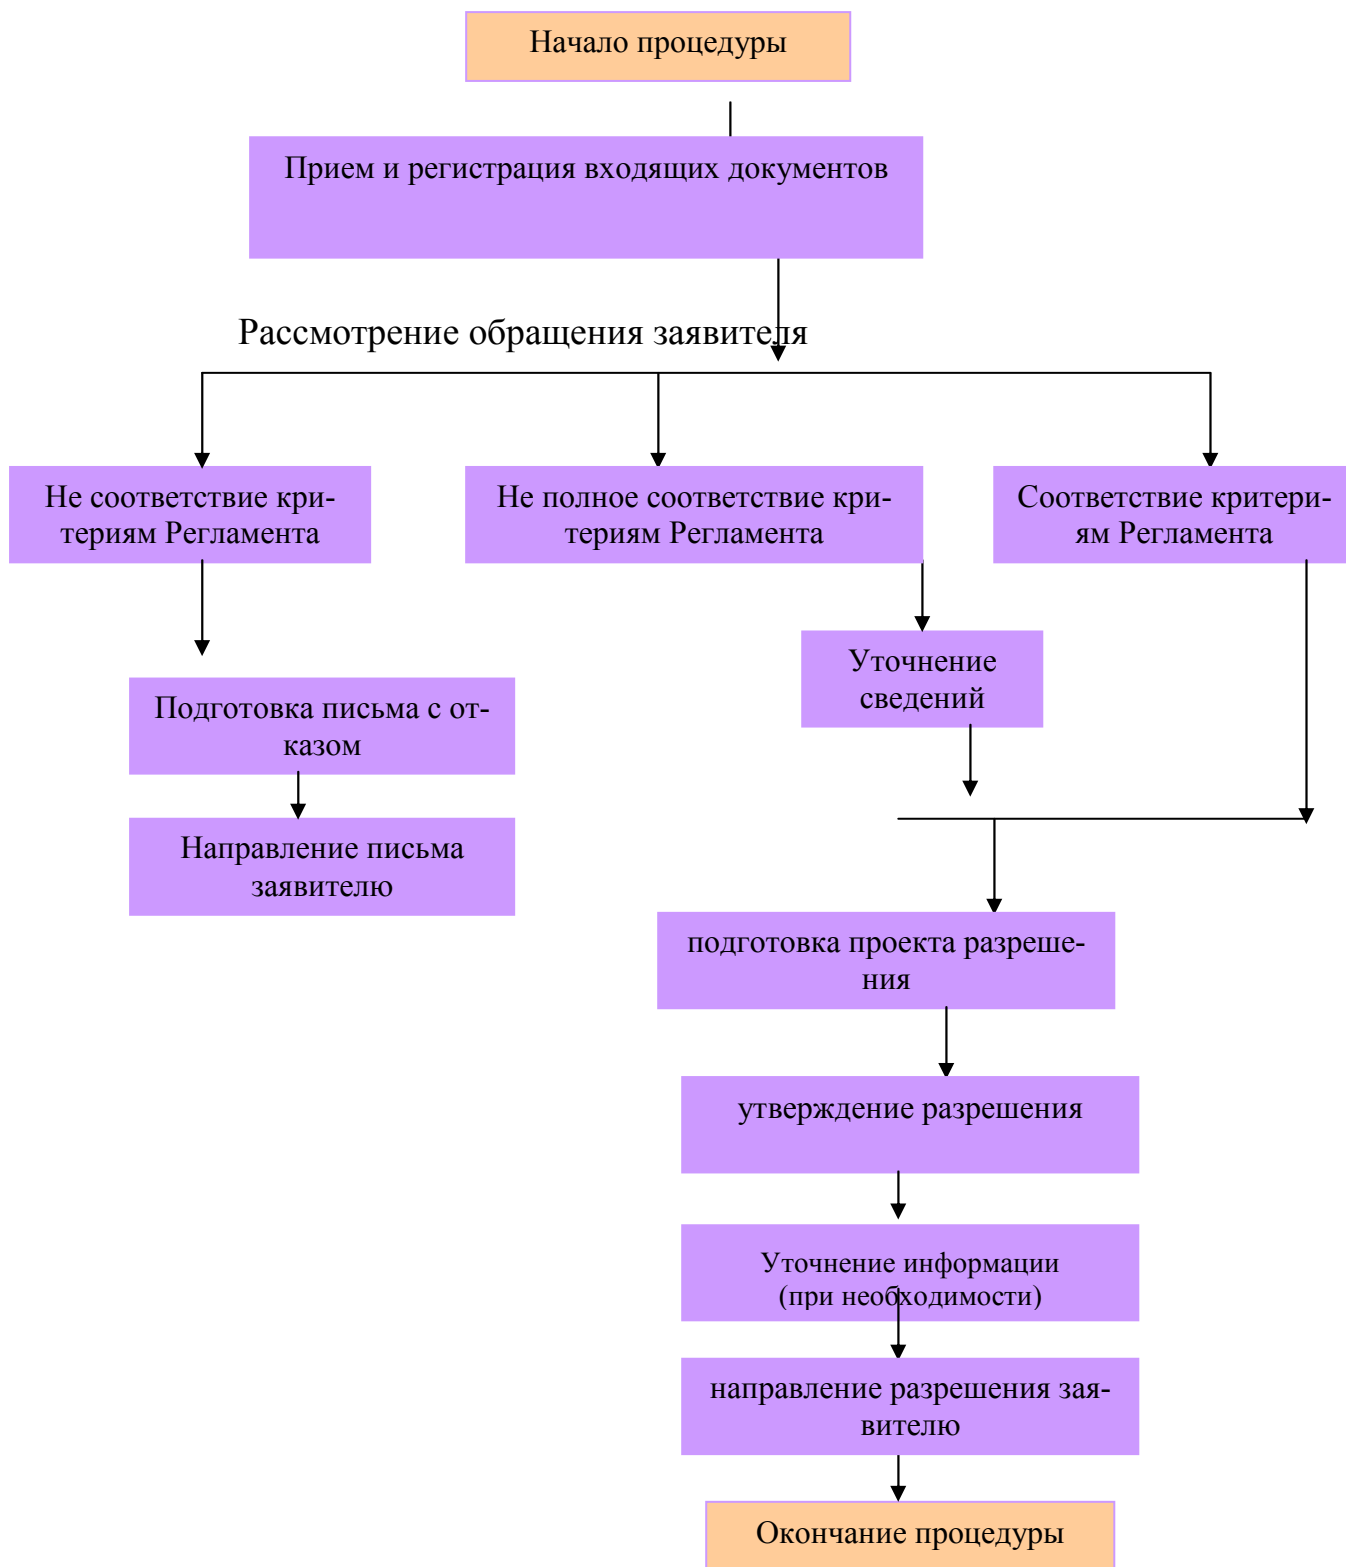 Начало процедуры
Прием и регистрация входящих документов
Рассмотрение обращения заявителя
Не соответствие кри-
териям Регламента
Не полное соответствие кри-
териям Регламента
Соответствие критери-
ям Регламента
Уточнение
сведений
Подготовка письма с от-
казом
Направление письма
заявителю
подготовка проекта разреше-
ния
утверждение разрешения
Уточнение информации
(при необходимости)
направление разрешения зая-
вителю
Окончание процедуры